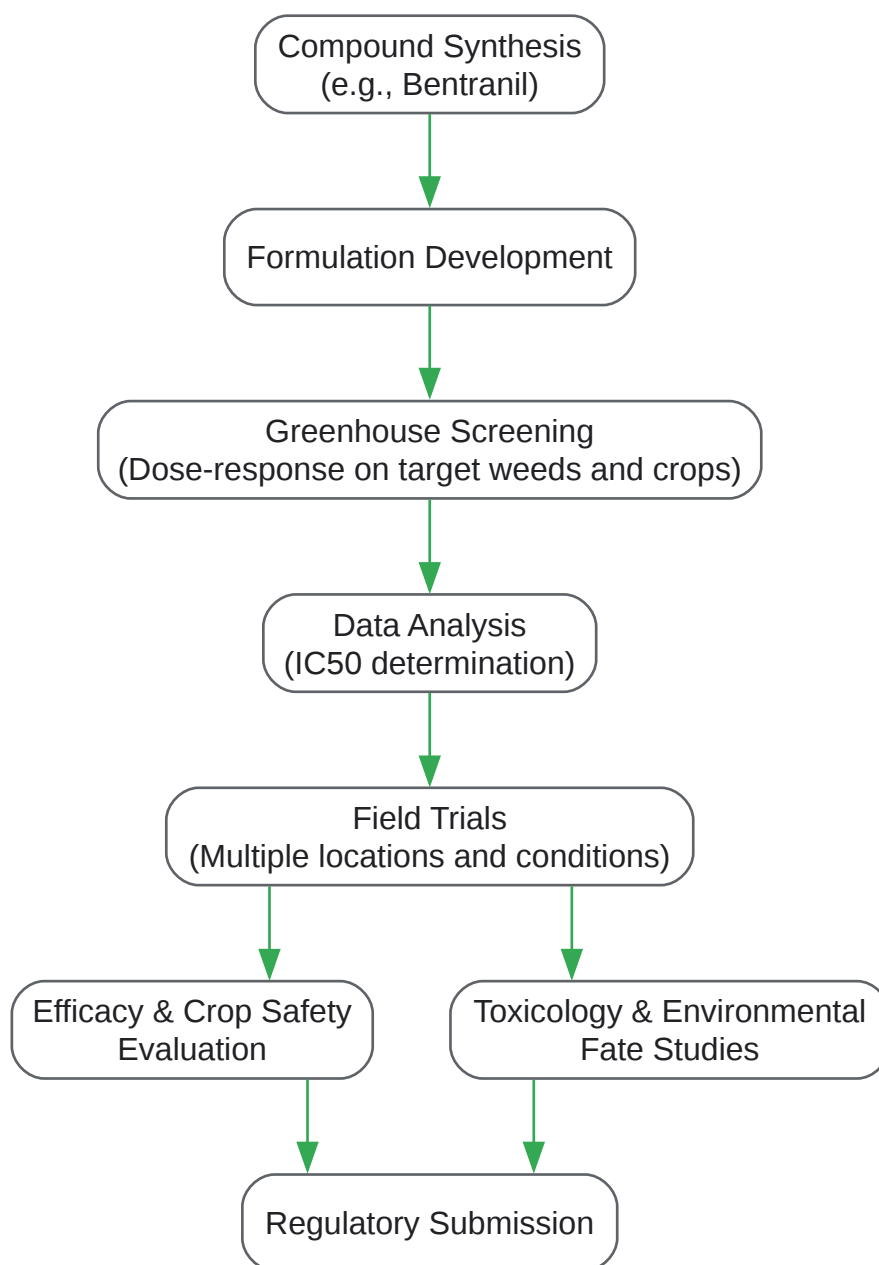 Compound Synthesis
(e.g., Bentranil)
Formulation Development
Greenhouse Screening
(Dose-response on target weeds and crops)
Data Analysis
(IC50 determination)
Field Trials
(Multiple locations and conditions)
Efficacy & Crop Safety
Evaluation
Toxicology & Environmental
Fate Studies
Regulatory Submission